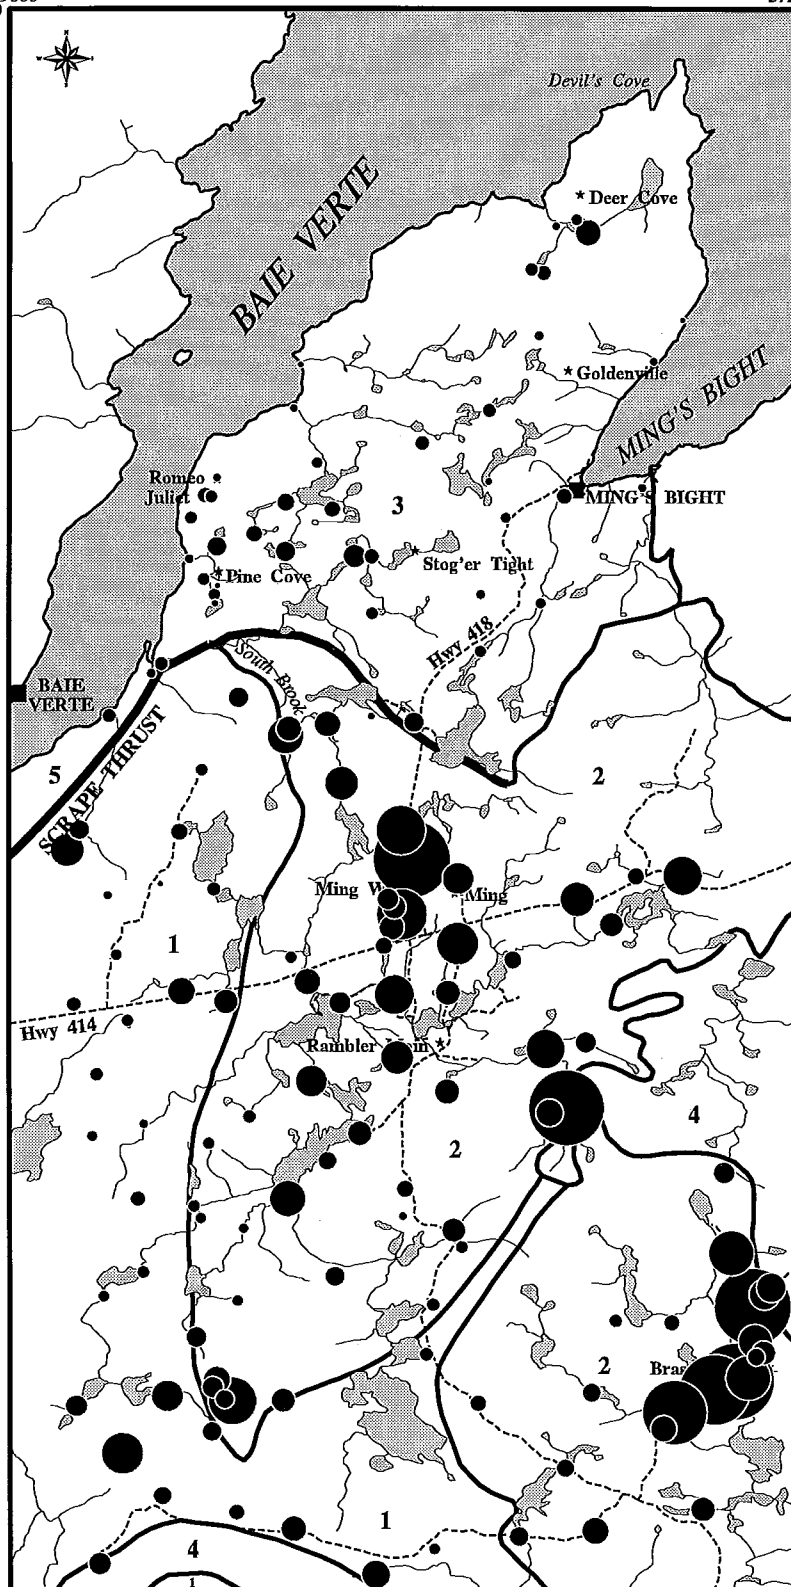 Devil's Cove
Deer Cove
BAIE VERTE
Goldenville
MING'S BIGHT
Romeo
Juliet
3
MING'S BIGHT
Stog'er Tight
Pine Cove
Hwy 418
South Brook
BAIE
VERTE
SCRAPE THRUST
5
2
Ming
Ming
1
Hwy 414
Rambler
4
2
2
1
4
1